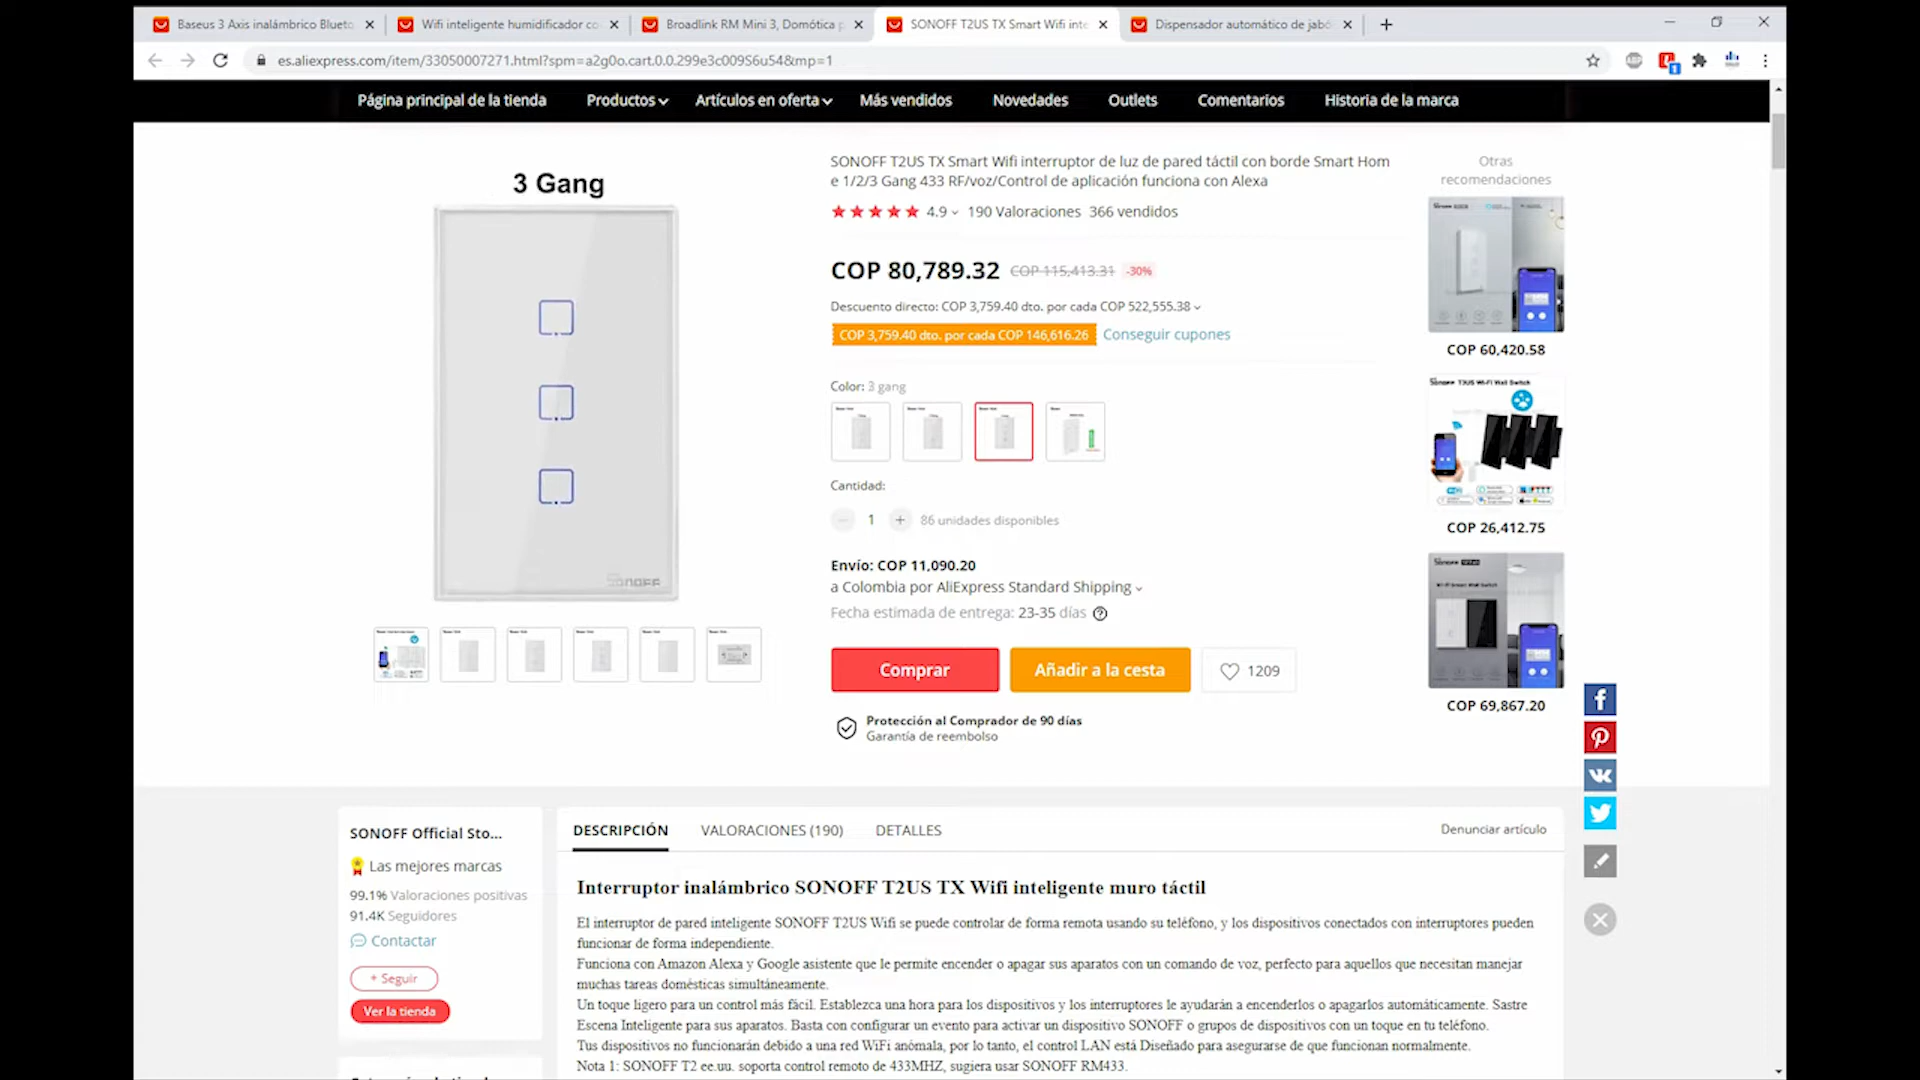 Baseus 3 Axis inalámbrico Blueto
Wifi inteligente humidificador co
Broadlink RM Mini 3, Domótica p
SONOFF T2US TX Smart Wifi inte
Dispensador automático de jabó
es.aliexpress.com/item/33050007271.html?spm=a2g0o.cart.0.0.299e3c009S6u54&mp=1
Página principal de la tienda
Productos
Artículos en oferta
Más vendidos
Novedades
Outlets
Comentarios
Historia de la marca
3 Gang
SONOFF
SONOFF T2US TX Smart Wifi interruptor de luz de pared táctil con borde Smart Hom
e 1/2/3 Gang 433 RF/voz/Control de aplicación funciona con Alexa
4.9 190 Valoraciones 366 vendidos
COP 80,789.32 COP 115,413.31 -30%
Descuento directo: COP 3,759.40 dto. por cada COP 522,555.38
COP 3,759.40 dto. por cada COP 146,616.26 Conseguir cupones
Color: 3 gang
Cantidad:
1 + 86 unidades disponibles
Envío: COP 11,090.20
a Colombia por AliExpress Standard Shipping
Fecha estimada de entrega: 23-35 días
Comprar
Añadir a la cesta
1209
Protección al Comprador de 90 días
Garantía de reembolso
Otras
recomendaciones
COP 60,420.58
Sonoff T3US Wi-Fi Wall Switch
COP 26,412.75
COP 69,867.20
SONOFF Official Sto...
Las mejores marcas
99.1% Valoraciones positivas
91.4K Seguidores
Contactar
+ Seguir
Ver la tienda
DESCRIPCIÓN
VALORACIONES (190)
DETALLES
Denunciar artículo
Interruptor inalámbrico SONOFF T2US TX Wifi inteligente muro táctil
El interruptor de pared inteligente SONOFF T2US Wifi se puede controlar de forma remota usando su teléfono, y los dispositivos conectados con interruptores pueden
funcionar de forma independiente.
Funciona con Amazon Alexa y Google asistente que le permite encender o apagar sus aparatos con un comando de voz, perfecto para aquellos que necesitan manejar
muchas tareas domésticas simultáneamente.
Un toque ligero para un control más fácil. Establezca una hora para los dispositivos y los interruptores le ayudarán a encenderlos o apagarlos automáticamente. Sastre
Escena Inteligente para sus aparatos. Basta con configurar un evento para activar un dispositivo SONOFF o grupos de dispositivos con un toque en tu teléfono.
Tus dispositivos no funcionarán debido a una red WiFi anómala, por lo tanto, el control LAN está Diseñado para asegurarse de que funcionan normalmente.
Nota 1: SONOFF T2 ee.uu. soporta control remoto de 433MHZ, sugiera usar SONOFF RM433.